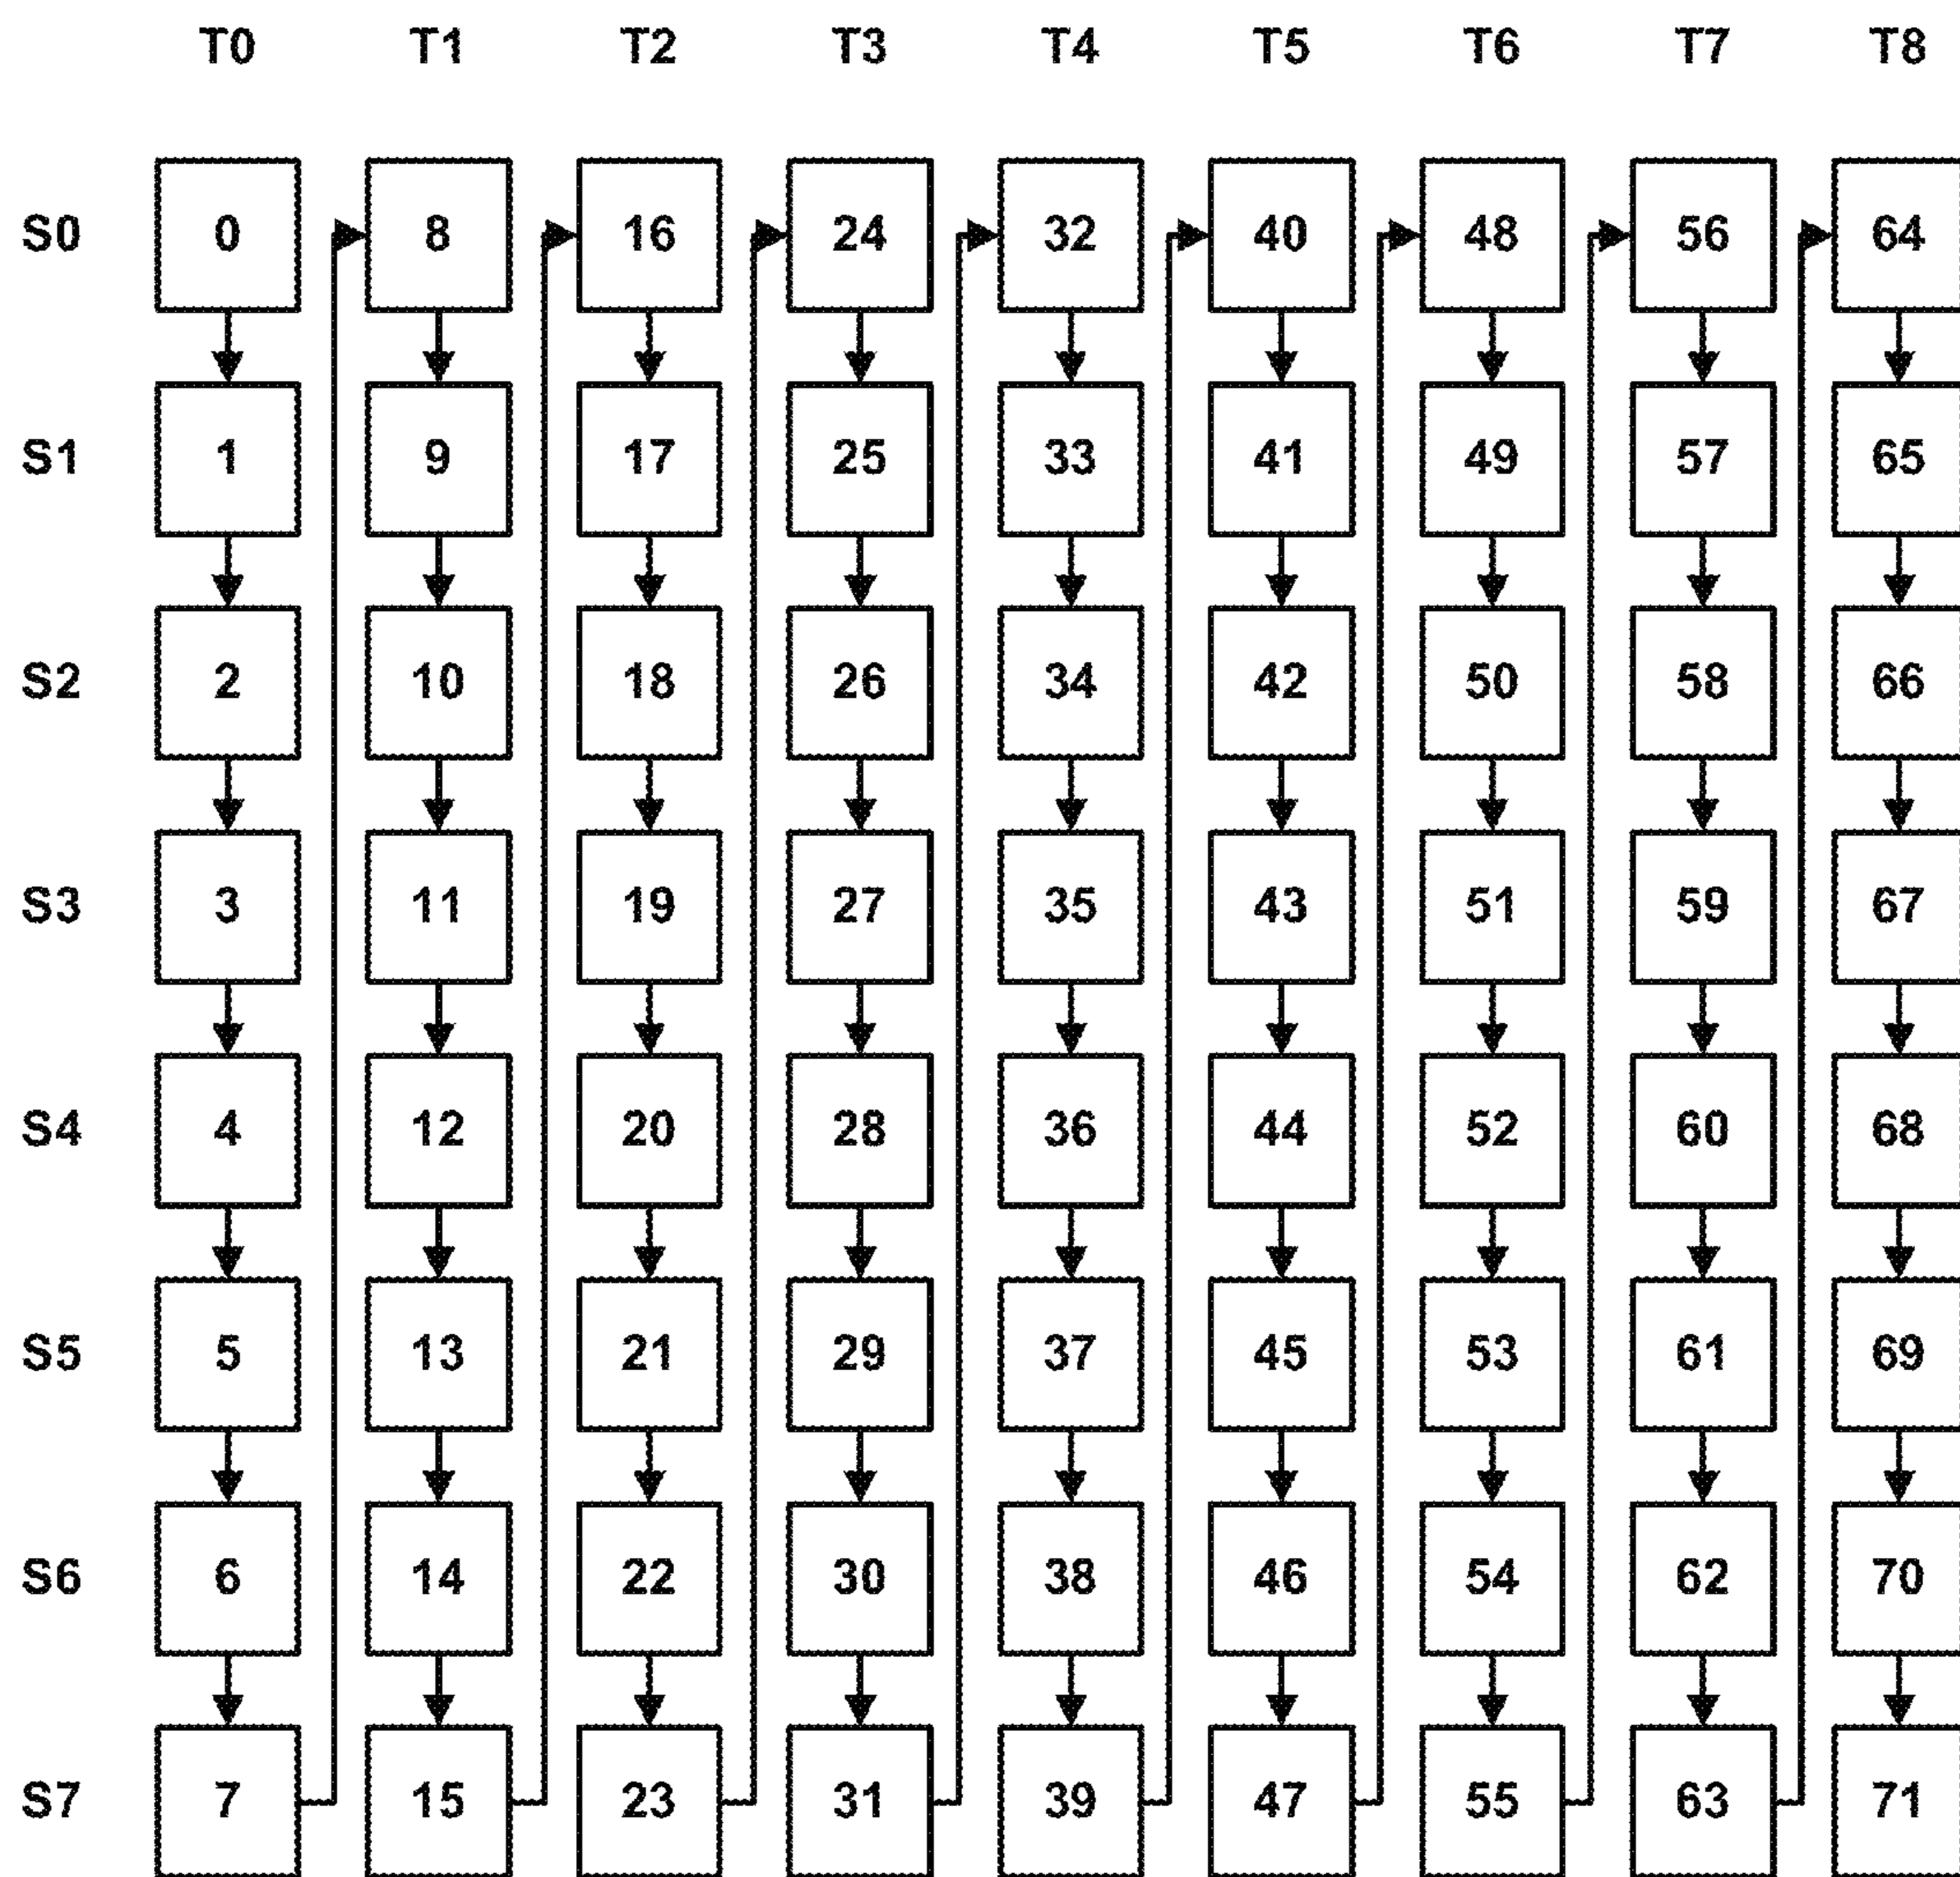 T0 T1 T2 T3 T4 T5 T6 T7 T8
S0 0 8 16 24 32 40 48 56 64
S1 1 9 17 25 33 41 49 57 65
S2 2 10 18 26 34 42 50 58 66
S3 3 11 19 27 35 43 51 59 67
S4 4 12 20 28 36 44 52 60 68
S5 5 13 21 29 37 45 53 61 69
S6 6 14 22 30 38 46 54 62 70
S7 7 15 23 31 39 47 55 63 71